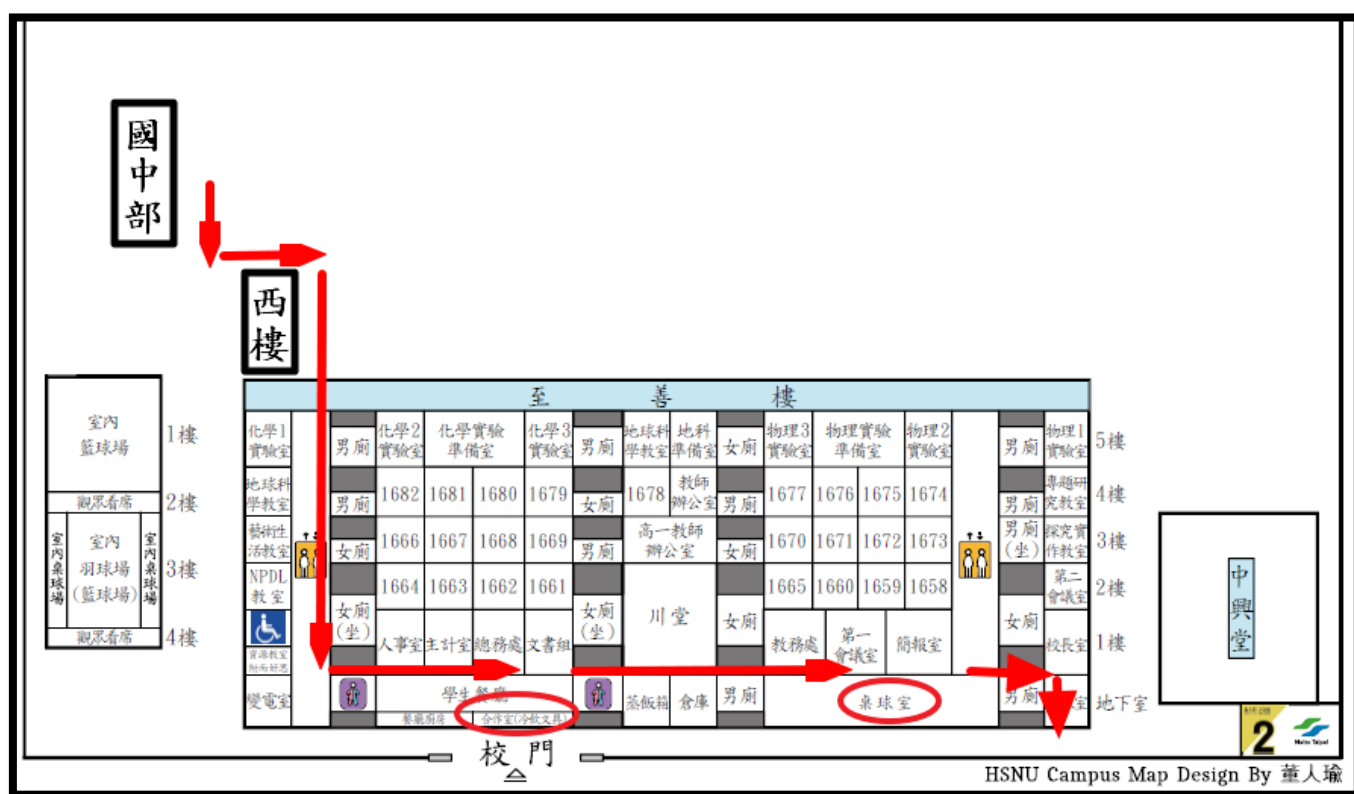 國中部
西樓
至善樓
室內
籃球場
1樓
觀眾看席
2樓
室內桌球場
室內
羽球場
(籃球場)
室內桌球場
3樓
觀眾看席
4樓
化學1
實驗室
男廁
化學2
實驗室
化學實驗
準備室
化學3
實驗室
男廁
地球科
學教室
地科
準備室
女廁
物理3
實驗室
物理實驗
準備室
物理2
實驗室
男廁
物理1
實驗室
5樓
地球科
學教室
男廁
1682
1681
1680
1679
女廁
1678
教師
辦公室
男廁
1677
1676
1675
1674
男廁
專題研
究教室
4樓
藝術生
活教室
女廁
1666
1667
1668
1669
男廁
高一教師
辦公室
女廁
1670
1671
1672
1673
男廁
(坐)
探究實
作教室
3樓
NPDL
教室
1664
1663
1662
1661
1665
1660
1659
1658
第二
會議室
2樓
女廁
(坐)
人事室
主計室
總務處
文書組
女廁
(坐)
川堂
女廁
教務處
第一
會議室
簡報室
女廁
校長室
1樓
資源教室
變電室
學生餐廳
餐廳廚房
合作室(冷飲文具)
蒸飯箱
倉庫
男廁
桌球室
男廁
室
地下室
校門
中興堂
2
Metro Taipei
HSNU Campus Map Design By 董人瑜